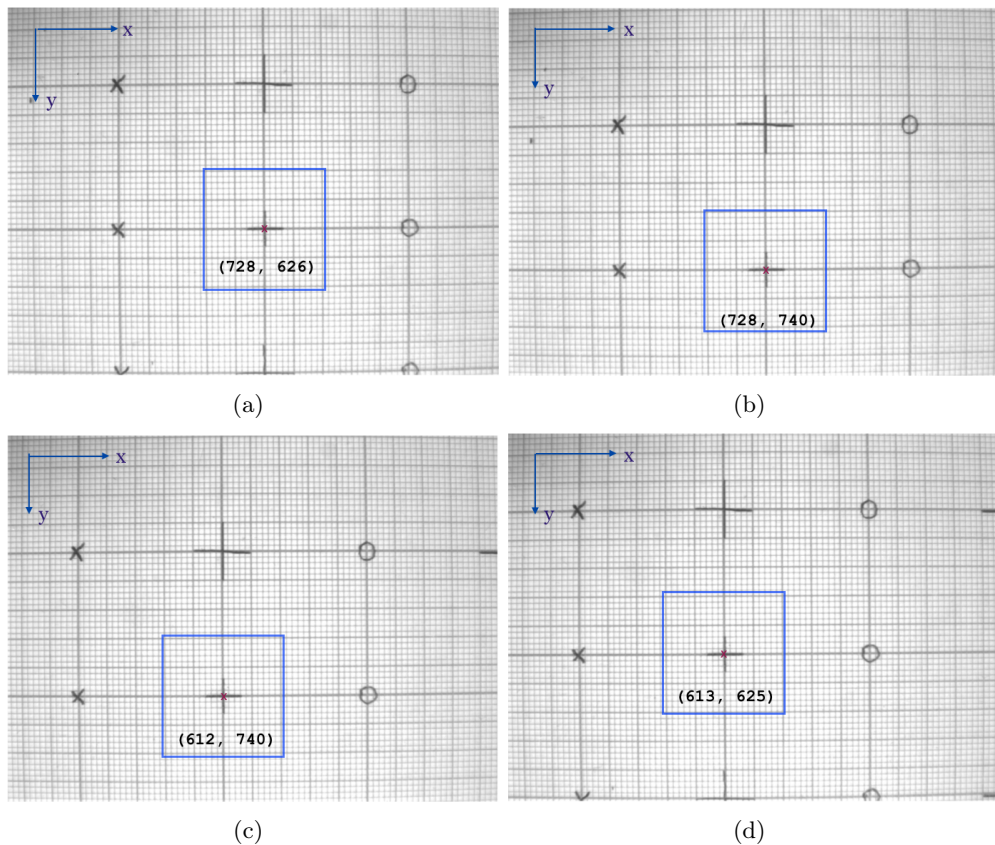 x
y
(728, 626)
(a)
x
y
(728, 740)
(b)
x
y
(612, 740)
(c)
x
y
(613, 625)
(d)